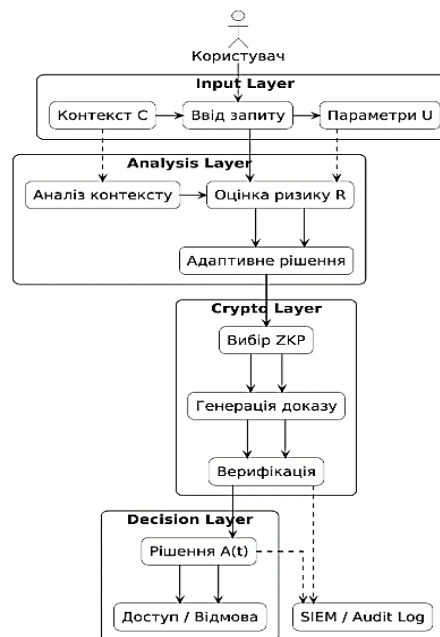 Користувач
Input Layer
Контекст C
Ввід запиту
Параметри U
Analysis Layer
Аналіз контексту
Оцінка ризику R
Адаптивне рішення
Crypto Layer
Вибір ZKP
Генерація доказу
Верифікація
Decision Layer
Рішення A(t)
Доступ / Відмова
SIEM / Audit Log